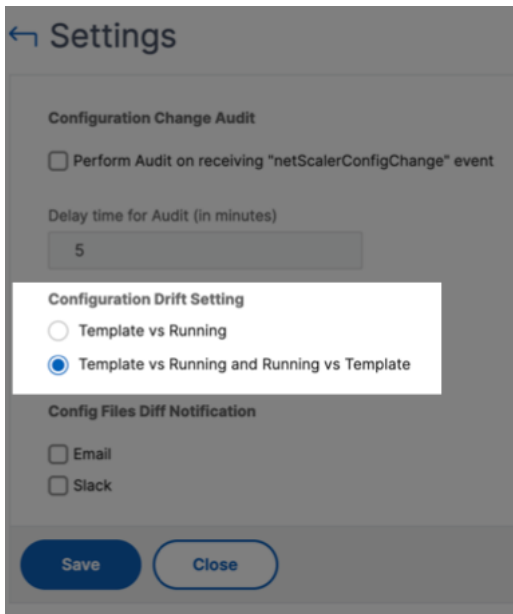 Settings
Configuration Change Audit
Perform Audit on receiving "netScalerConfigChange" event
Delay time for Audit (in minutes)
5
Configuration Drift Setting
Template vs Running
Template vs Running and Running vs Template
Config Files Diff Notification
Email
Slack
Save
Close